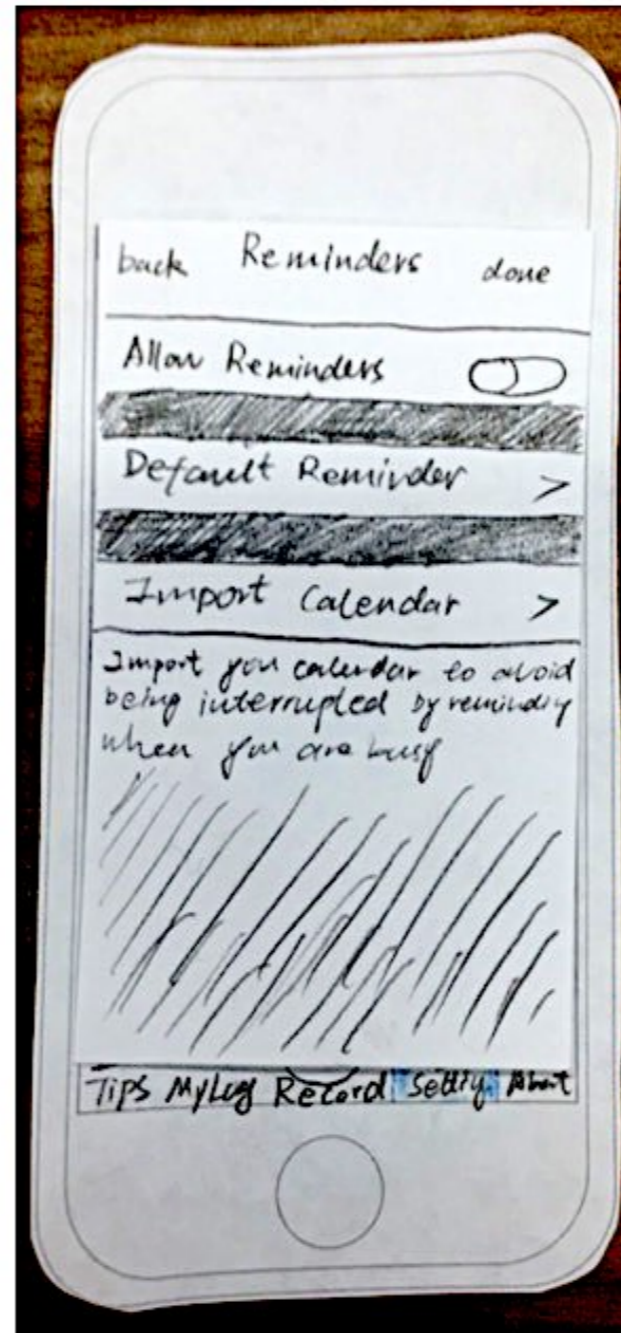 back Reminders done
Allow Reminders
Default Reminder >
Import Calendar >
Import you calendar to avoid
being interrupted by
when you are busy
Tips MyLog Record Setting About